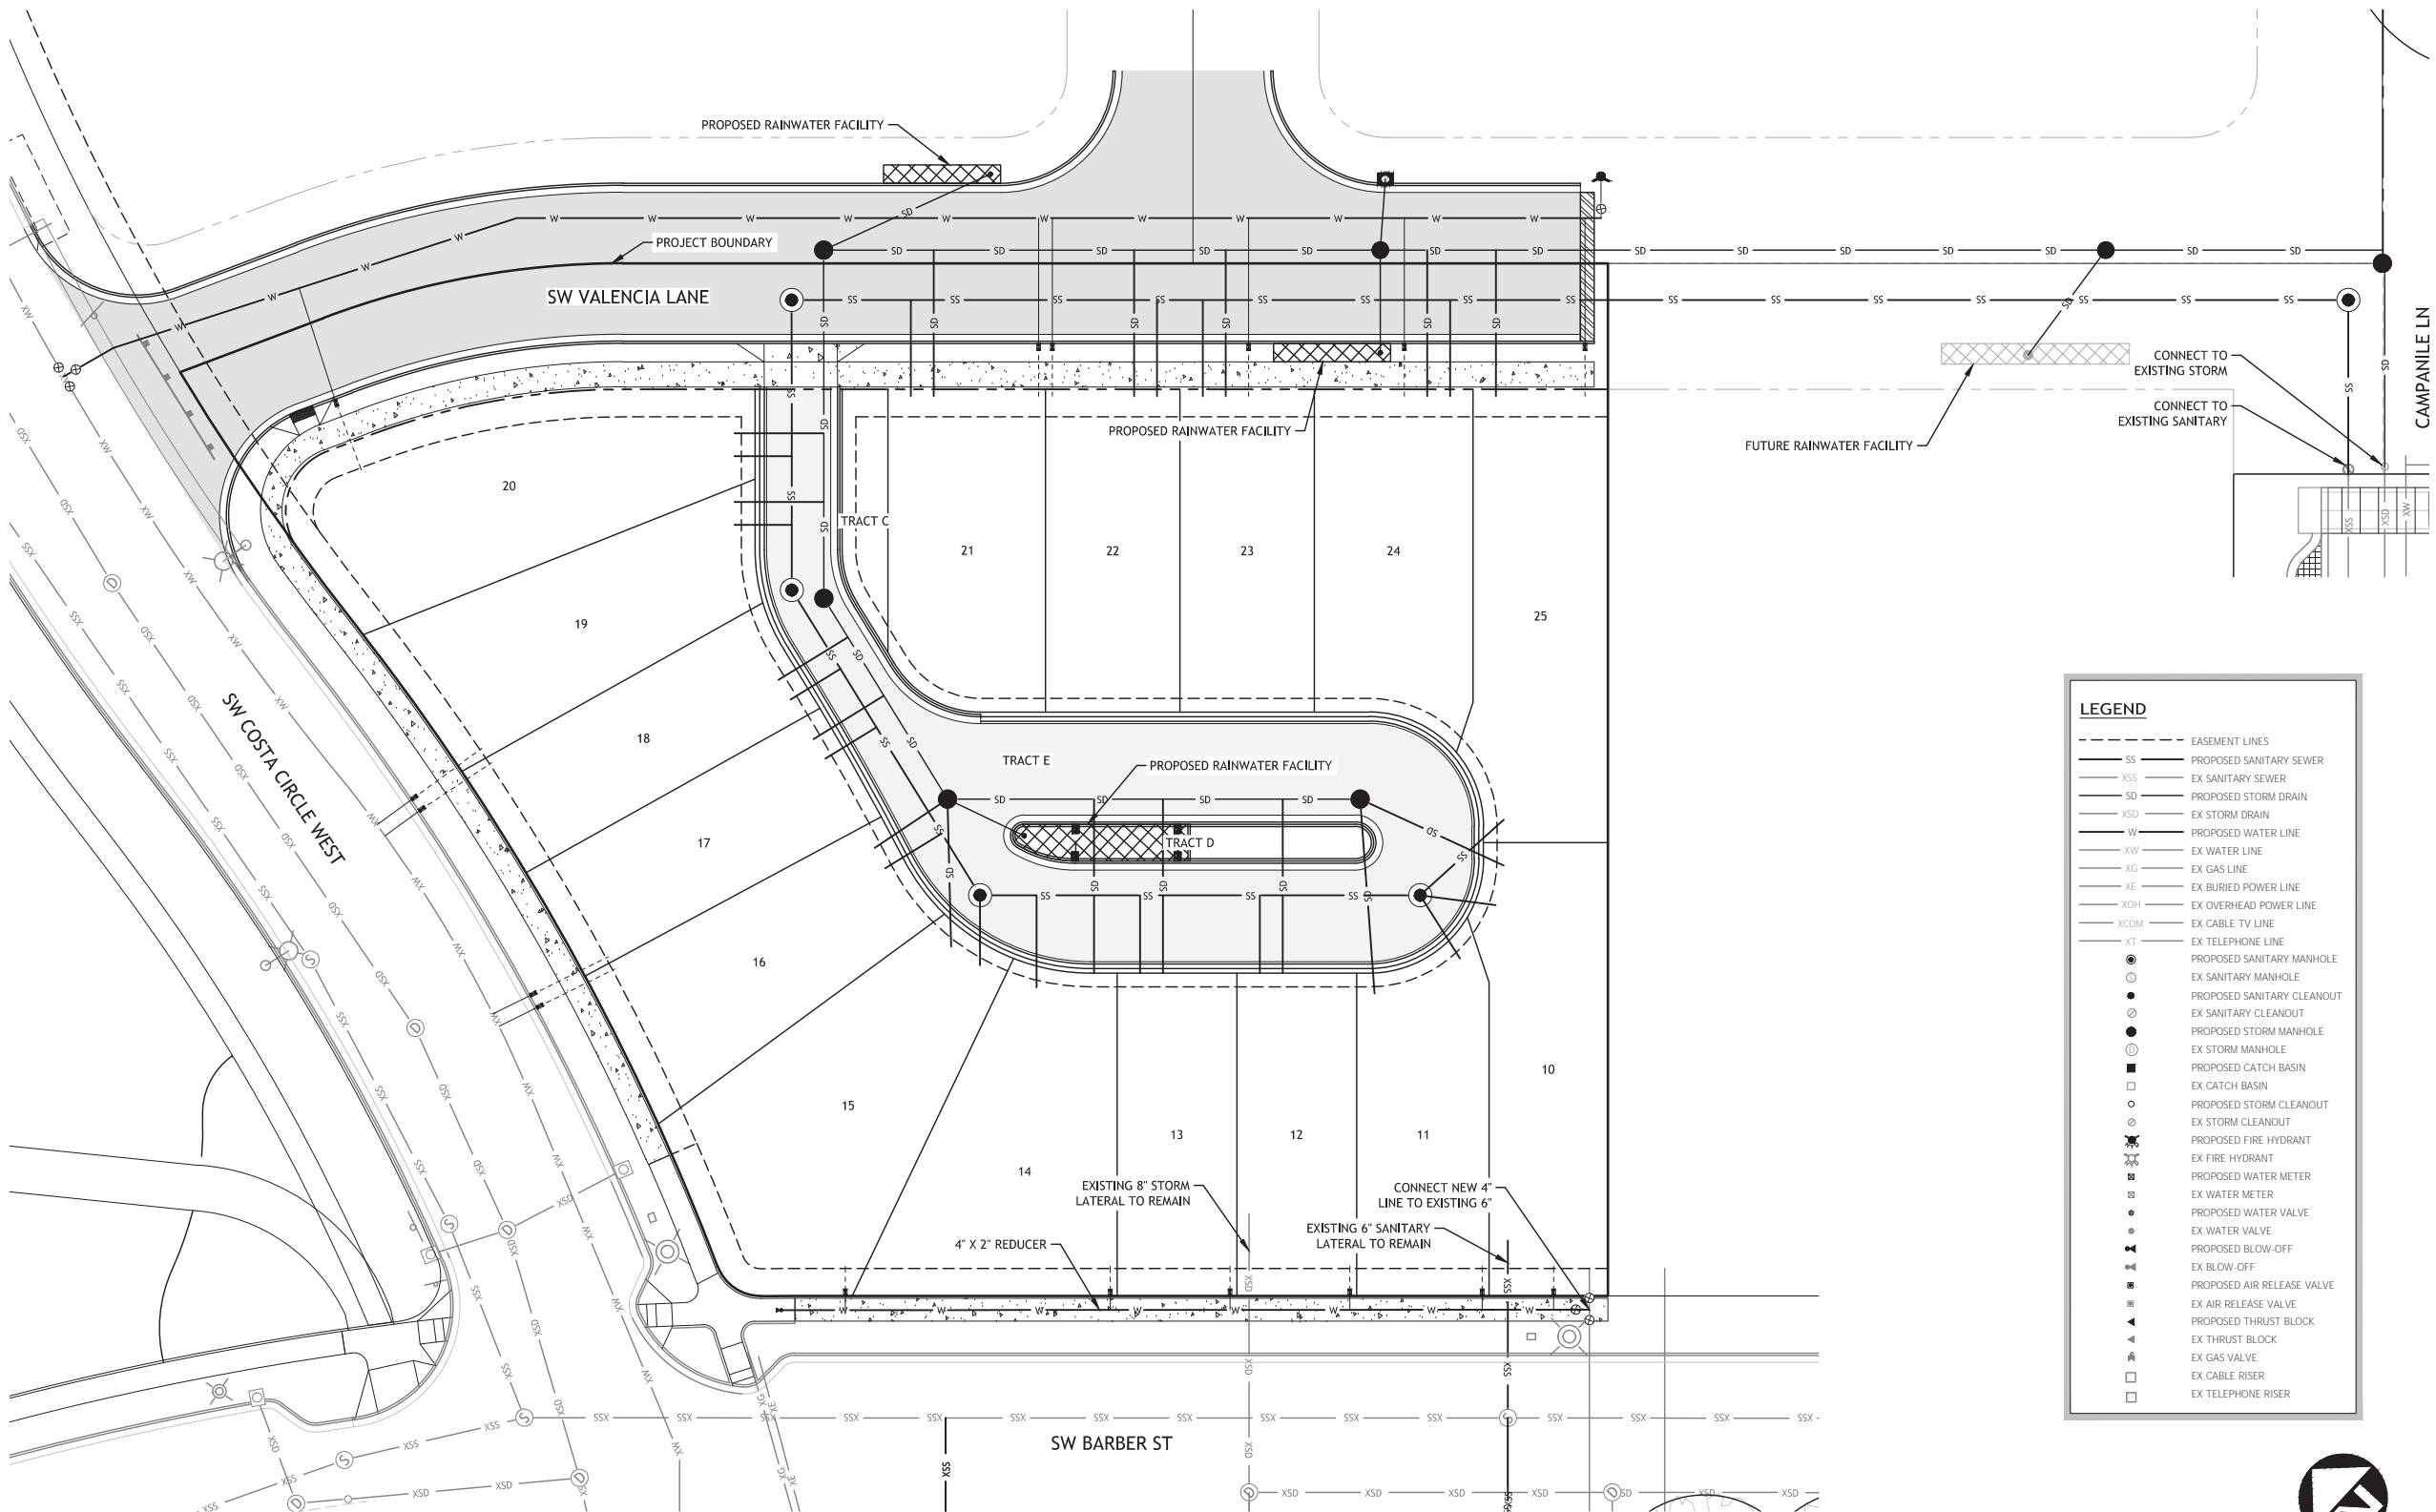 PROPOSED RAINWATER FACILITY
PROJECT BOUNDARY
SW VALENCIA LANE
CONNECT TO
EXISTING STORM
CONNECT TO
EXISTING SANITARY
CAMPANILE LN
PROPOSED RAINWATER FACILITY
FUTURE RAINWATER FACILITY
20
TRACT C
21
22
23
24
25
19
18
SW COSTA CIRCLE WEST
TRACT E
PROPOSED RAINWATER FACILITY
TRACT D
17
16
15
14
13
12
11
10
EXISTING 8" STORM
LATERAL TO REMAIN
CONNECT NEW 4"
LINE TO EXISTING 6"
EXISTING 6" SANITARY
LATERAL TO REMAIN
4" X 2" REDUCER
SW BARBER ST
LEGEND
EASEMENT LINES
SS PROPOSED SANITARY SEWER
XSS EX SANITARY SEWER
SD PROPOSED STORM DRAIN
XSD EX STORM DRAIN
W PROPOSED WATER LINE
XW EX WATER LINE
XG EX GAS LINE
XE EX BURIED POWER LINE
XOH EX OVERHEAD POWER LINE
XCOM EX CABLE TV LINE
XT EX TELEPHONE LINE
PROPOSED SANITARY MANHOLE
S EX SANITARY MANHOLE
PROPOSED SANITARY CLEANOUT
EX SANITARY CLEANOUT
PROPOSED STORM MANHOLE
D EX STORM MANHOLE
PROPOSED CATCH BASIN
EX CATCH BASIN
PROPOSED STORM CLEANOUT
EX STORM CLEANOUT
PROPOSED FIRE HYDRANT
EX FIRE HYDRANT
PROPOSED WATER METER
EX WATER METER
PROPOSED WATER VALVE
EX WATER VALVE
PROPOSED BLOW-OFF
EX BLOW-OFF
PROPOSED AIR RELEASE VALVE
EX AIR RELEASE VALVE
PROPOSED THRUST BLOCK
EX THRUST BLOCK
EX GAS VALVE
EX CABLE RISER
EX TELEPHONE RISER